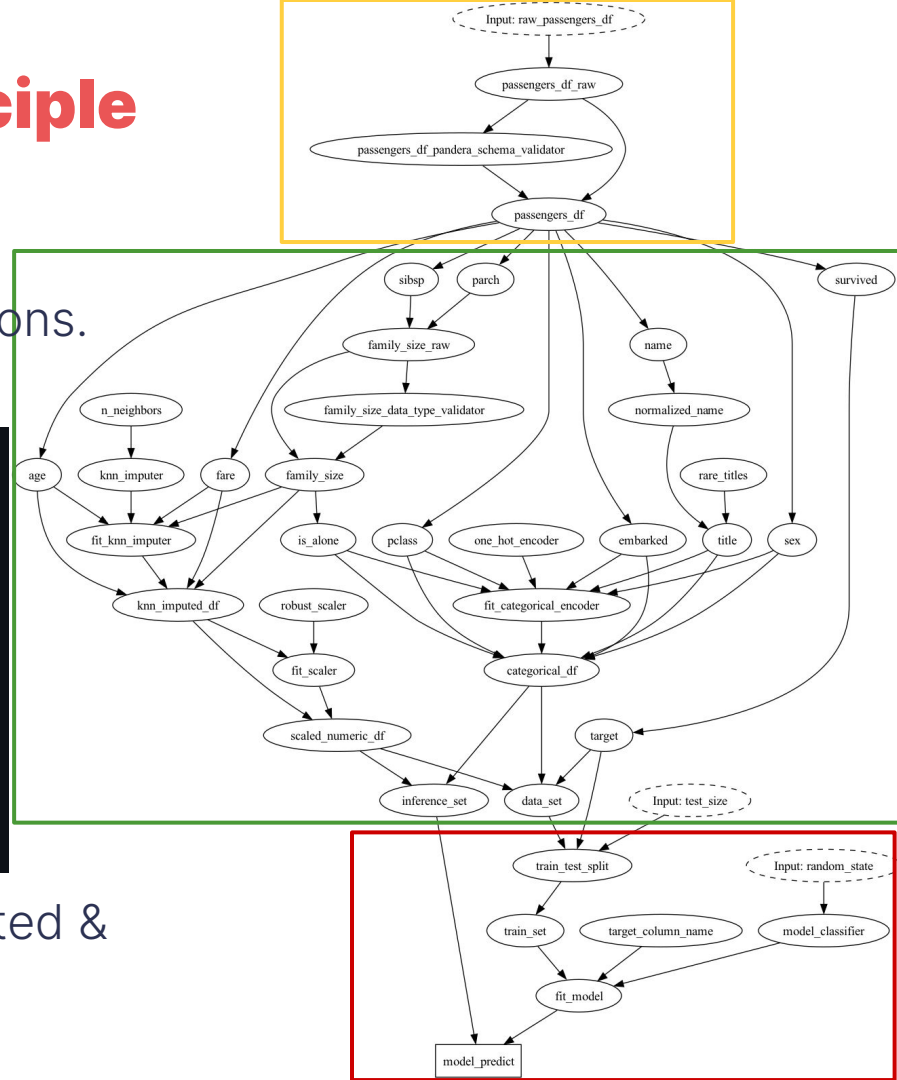 ciple
ons.
ted &
Input: raw_passengers_df
passengers_df_raw
passengers_df_pandera_schema_validator
passengers_df
sibsp
parch
survived
family_size_raw
name
n_neighbors
family_size_data_type_validator
normalized_name
age
knn_imputer
fare
family_size
rare_titles
fit_knn_imputer
is_alone
pclass
one_hot_encoder
embarked
title
sex
knn_imputed_df
robust_scaler
fit_categorical_encoder
fit_scaler
categorical_df
scaled_numeric_df
target
inference_set
data_set
Input: test_size
train_test_split
Input: random_state
train_set
target_column_name
model_classifier
fit_model
model_predict